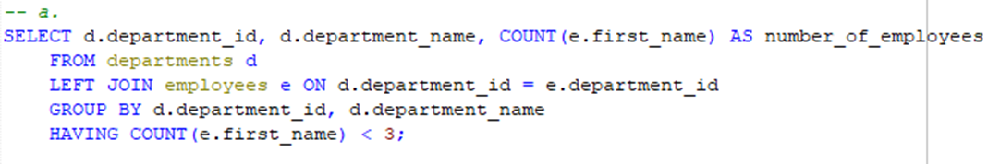 -- a.
SELECT d.department_id, d.department_name, COUNT(e.first_name) AS number_of_employees
FROM departments d
LEFT JOIN employees e ON d.department_id = e.department_id
GROUP BY d.department_id, d.department_name
HAVING COUNT(e.first_name) < 3;